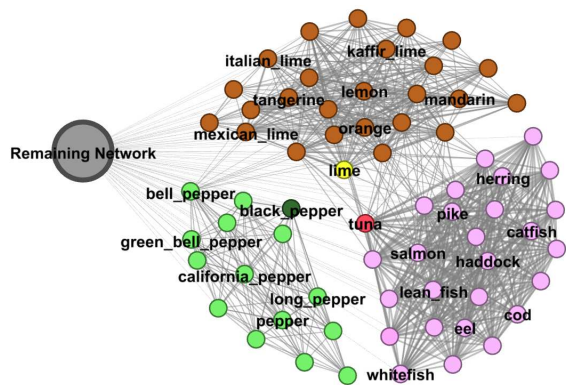 italian_lime
kaffir_lime
lemon
tangerine
mandarin
mexican_lime
orange
Remaining Network
lime
herring
bell_pepper
black_pepper
pike
tuna
catfish
green_bell_pepper
salmon
haddock
california_pepper
lean_fish
long_pepper
cod
pepper
eel
whitefish